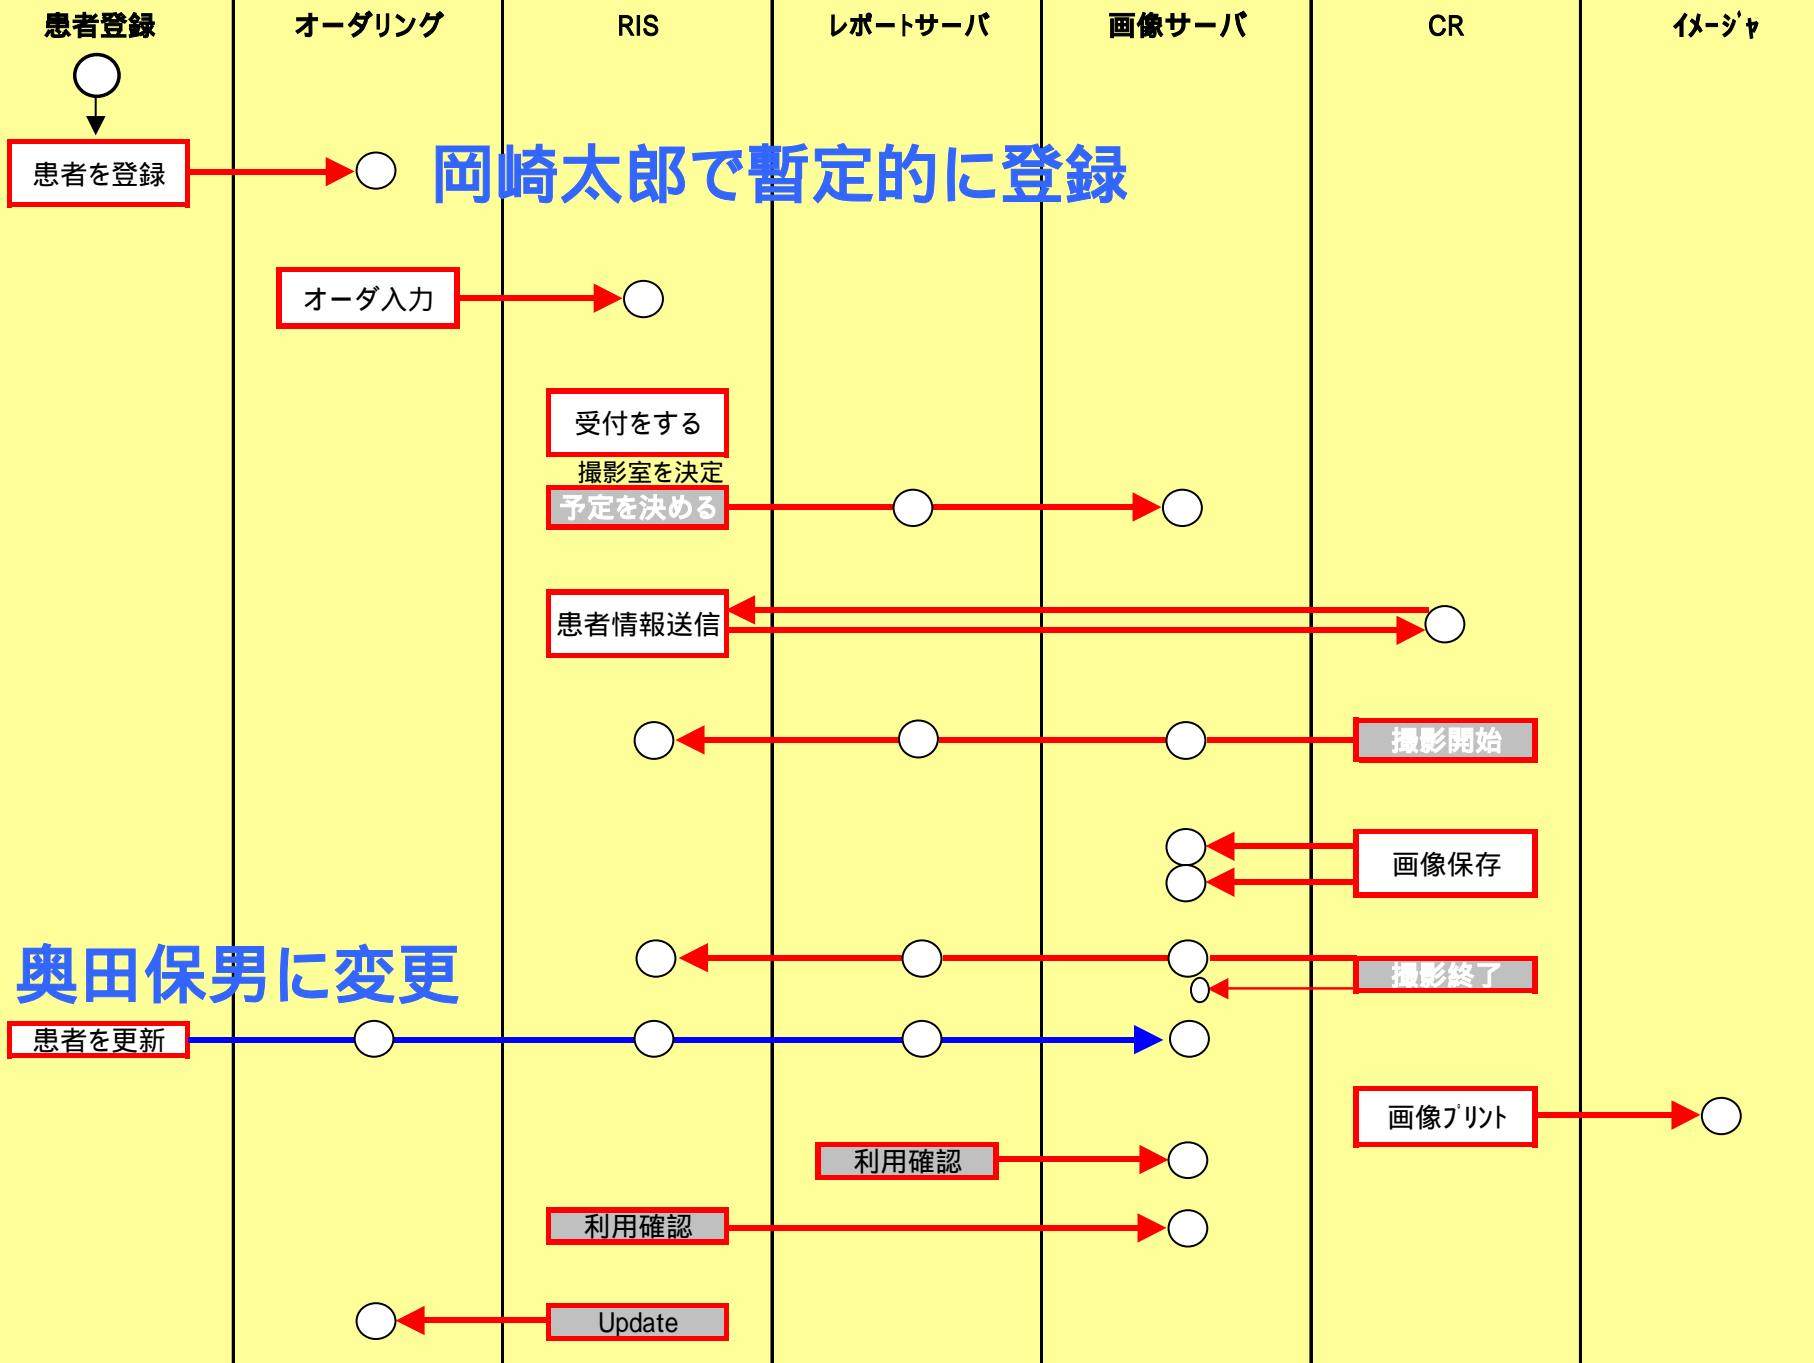 患者登録 オーダリング RIS レポートサーバ 画像サーバ CR イメージャ
患者を登録
岡崎太郎で暫定的に登録
オーダ入力
受付をする
撮影室を決定
予定を決める
患者情報送信
撮影開始
画像保存
奥田保男に変更
撮影終了
患者を更新
画像プリント
利用確認
利用確認
Update